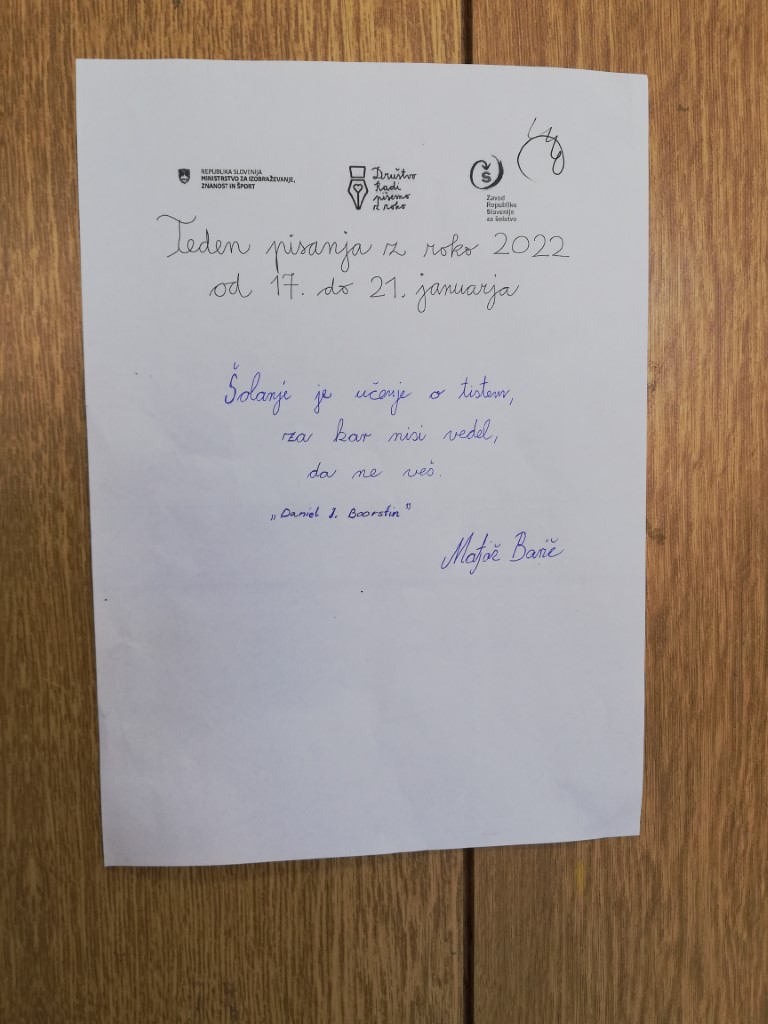 REPUBLIKA SLOVENIJA
MINISTRSTVO ZA IZOBRAŽEVANJE,
ZNANOST IN ŠPORT
Društvo
Radi
pišemo
z roko
Š
Zavod
Republike
Slovenije
za šolstvo
Teden pisanja z roko 2022
od 17. do 21. januarja
Šolanje je učenje o tistem,
za kar nisi vedel,
da ne veš.
„Daniel J. Boorstin"
Matjaž Barič